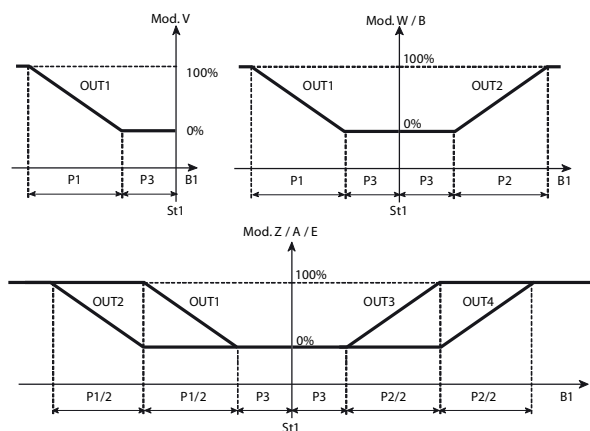 Mod. V
100%
OUT1
0%
P1 P3 B1
St1
Mod. W / B
100%
OUT1 OUT2
0%
P1 P3 P3 P2 B1
St1
Mod. Z / A / E
100%
OUT2 OUT1 OUT3 OUT4
0%
P1/2 P1/2 P3 P3 P2/2 P2/2 B1
St1